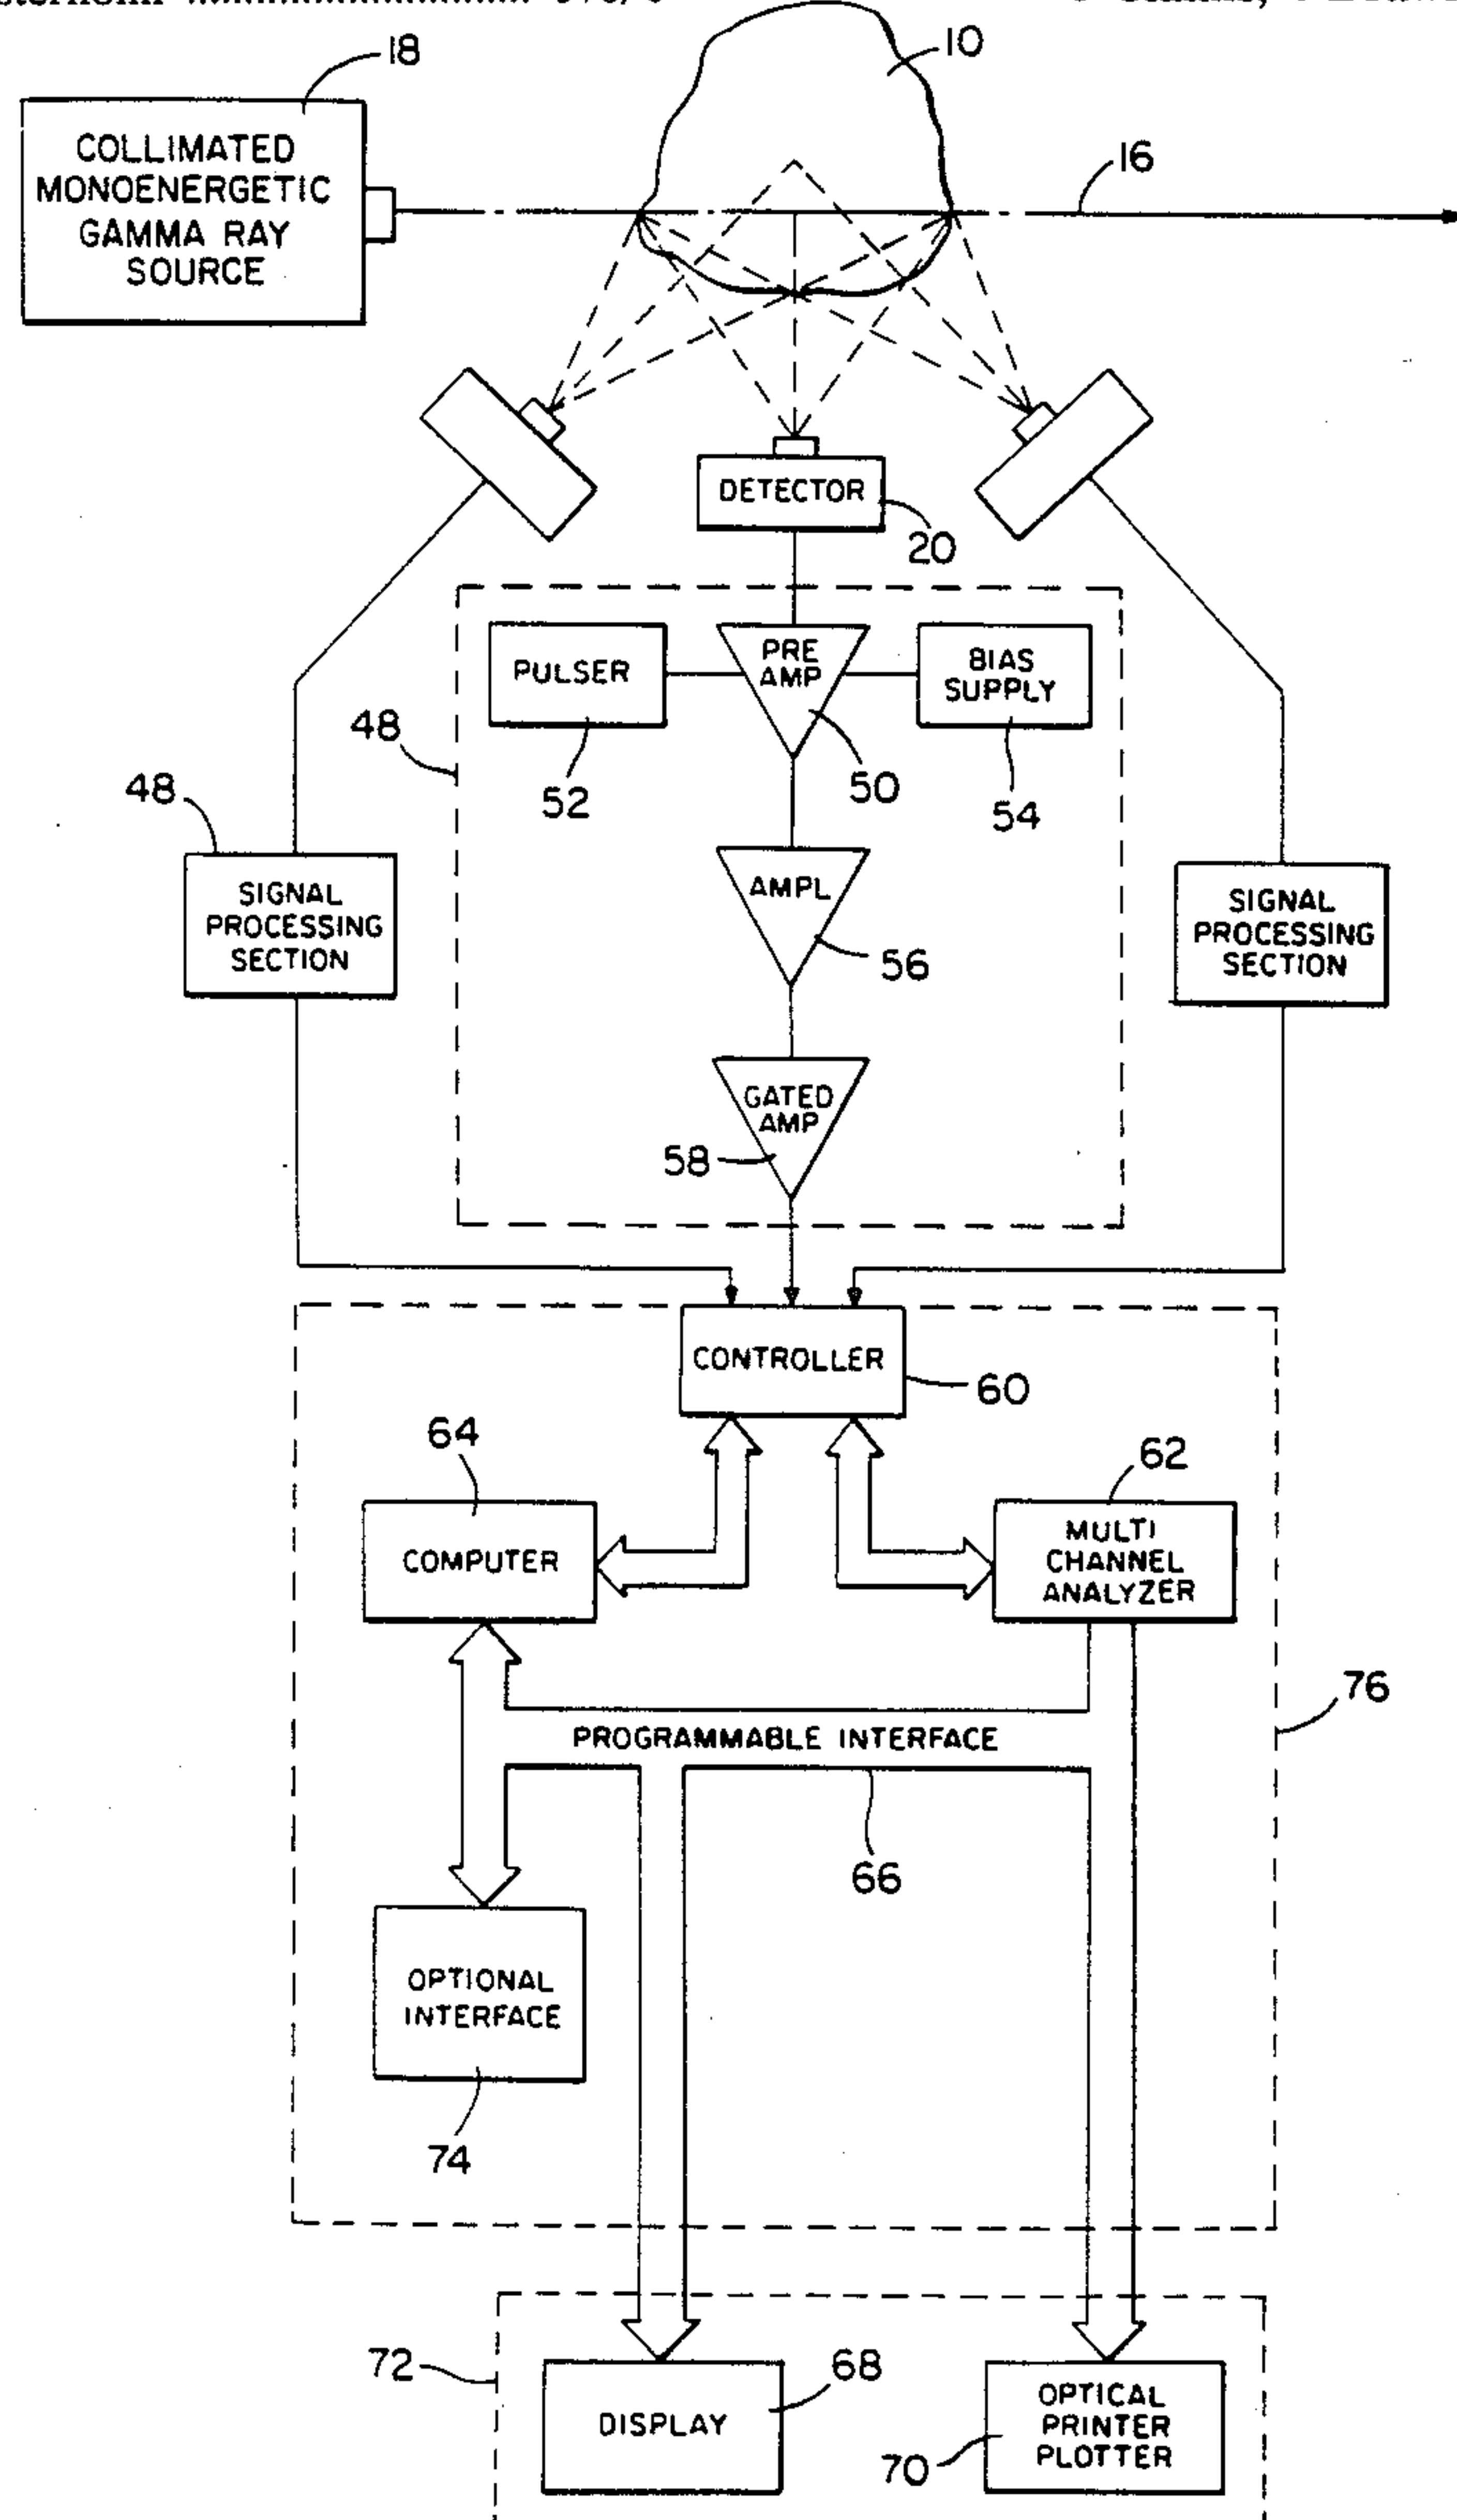 18
10
COLLIMATED
MONOENERGETIC
GAMMA RAY
SOURCE
16
DETECTOR
20
PULSER
PRE
AMP
BIAS
SUPPLY
48
52
50
54
48
SIGNAL
PROCESSING
SECTION
AMPL
56
SIGNAL
PROCESSING
SECTION
GATED
AMP
58
CONTROLLER
60
64
62
COMPUTER
MULTI
CHANNEL
ANALYZER
76
PROGRAMMABLE INTERFACE
66
OPTIONAL
INTERFACE
74
72
68
DISPLAY
OPTICAL
PRINTER
PLOTTER
70